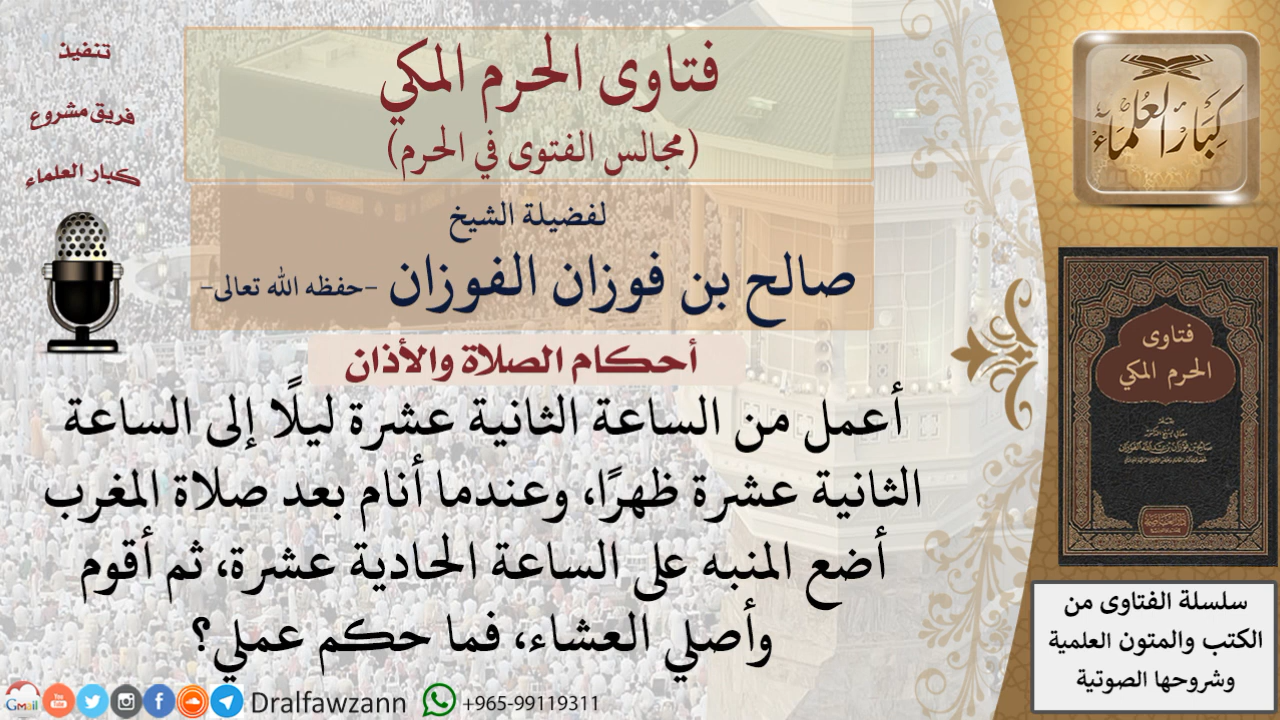 فتاوى الحرم المكي
(مجالس الفتوى في الحرم)
لفضيلة الشيخ
صالح بن فوزان الفوزان -حفظه الله تعالى-
أحكام الصلاة والأذان
أعمل من الساعة الثانية عشرة ليلًا إلى الساعة
الثانية عشرة ظهرًا، وعندما أنام بعد صلاة المغرب
أضع المنبه على الساعة الحادية عشرة، ثم أقوم
وأصلي العشاء، فما حكم عملي؟
كبار العلماء
فتاوى
الحرم المكي
سلسلة الفتاوى من
الكتب والمتون العلمية
وشروحها الصوتية
تنفيذ
فريق مشروع
كبار العلماء
Gmail
You Tube
Dralfawzann
+965-99119311